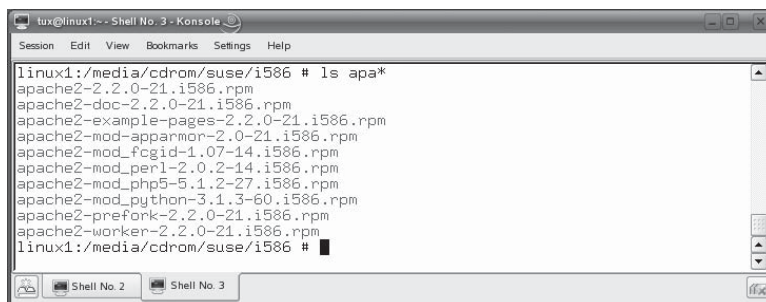 tux@linux1:~ - Shell No. 3 - Konsole
Session Edit View Bookmarks Settings Help
linux1:/media/cdrom/suse/i586 # ls apa*
apache2-2.2.0-21.i586.rpm
apache2-doc-2.2.0-21.i586.rpm
apache2-example-pages-2.2.0-21.i586.rpm
apache2-mod-apparmor-2.0-21.i586.rpm
apache2-mod_fcgid-1.07-14.i586.rpm
apache2-mod_perl-2.0.2-14.i586.rpm
apache2-mod_php5-5.1.2-27.i586.rpm
apache2-mod_python-3.1.3-60.i586.rpm
apache2-prefork-2.2.0-21.i586.rpm
apache2-worker-2.2.0-21.i586.rpm
linux1:/media/cdrom/suse/i586 #
Shell No. 2 Shell No. 3